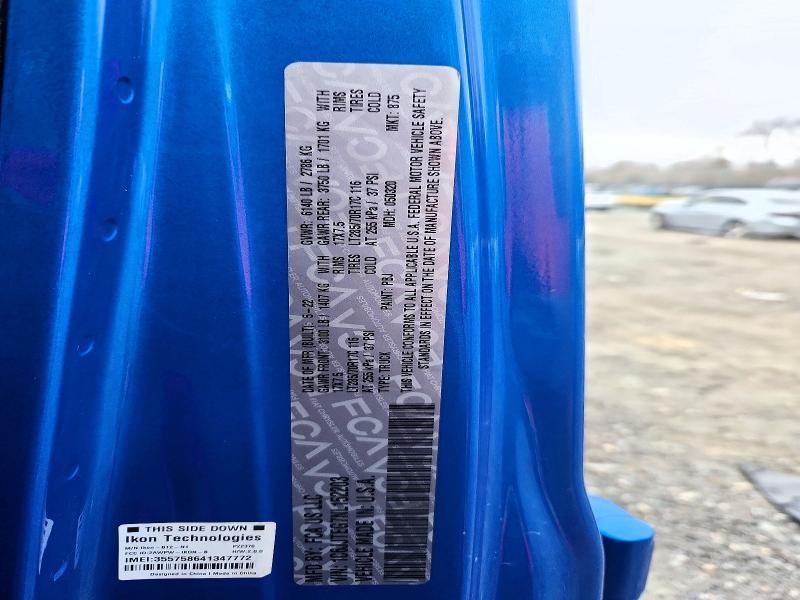 DATE OF MFR (BUILT): 5-22 GVWR: 6140 LB / 2786 KG
GAWR FRONT: 3100 LB / 1407 KG WITH GAWR REAR: 3750 LB / 1701 KG WITH
17X7.5 RIMS 17X7.5 RIMS
LT285/70R17C 116 TIRES LT285/70R17C 116 TIRES
AT 255 kPa / 37 PSI COLD AT 255 kPa / 37 PSI COLD
TYPE: TRUCK PAINT: PBJ MDH: 050320 MKT: 875
THIS VEHICLE CONFORMS TO ALL APPLICABLE U.S.A. FEDERAL MOTOR VEHICLE SAFETY
STANDARDS IN EFFECT ON THE DATE OF MANUFACTURE SHOWN ABOVE.
MFD BY: FCA US LLC
VIN:
VEHICLE MADE IN: U.S.A.
THIS SIDE DOWN
Ikon Technologies
IMEI:355758641347772
Designed in China | Made in China